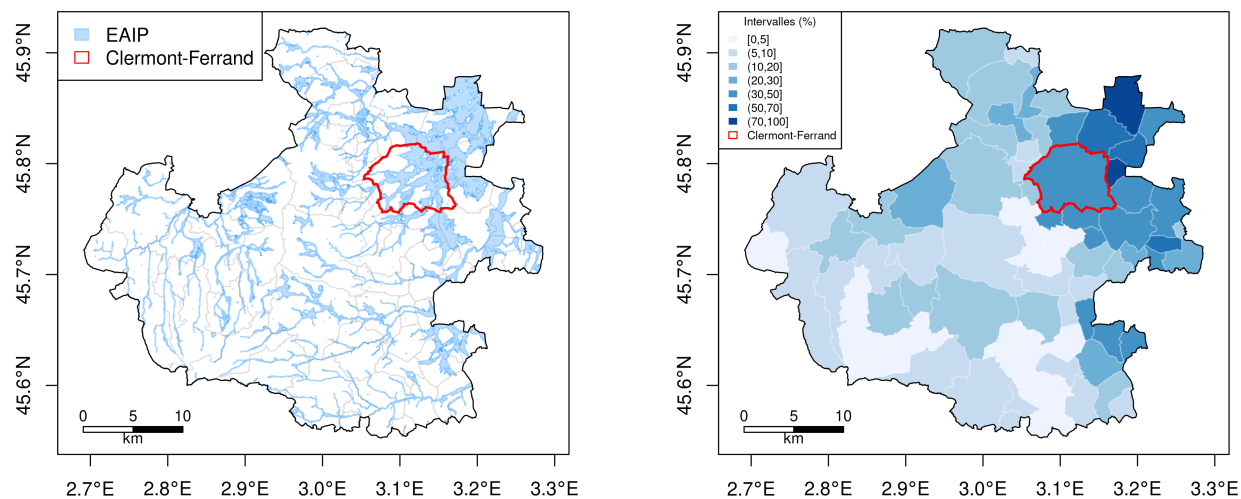 EAIP
Clermont-Ferrand
45.9°N
45.8°N
45.7°N
45.6°N
0 5 10
km
2.7°E 2.8°E 2.9°E 3.0°E 3.1°E 3.2°E 3.3°E
Intervalles (%)
[0,5]
(5,10]
(10,20]
(20,30]
(30,50]
(50,70]
(70,100]
Clermont-Ferrand
45.9°N
45.8°N
45.7°N
45.6°N
0 5 10
km
2.7°E 2.8°E 2.9°E 3.0°E 3.1°E 3.2°E 3.3°E